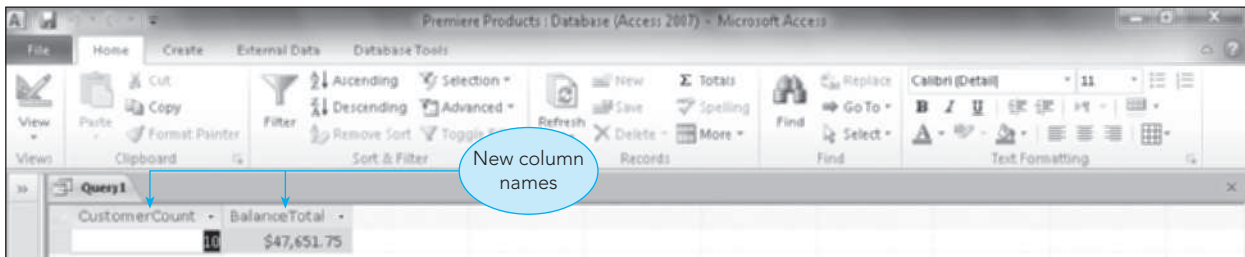 Premiere Products : Database (Access 2007) - Microsoft Access
File Home Create External Data Database Tools
View Paste Cut Copy Format Painter
Filter Ascending Descending Remove Sort Selection Advanced Toggle
Refresh New Save Delete Totals Spelling More
Find Replace Go To Select
Calibri (Detail) 11
B I U
A
Views Clipboard Sort & Filter Records Find Text Formatting
New column
names
Query1
CustomerCount BalanceTotal
10 $47,651.75